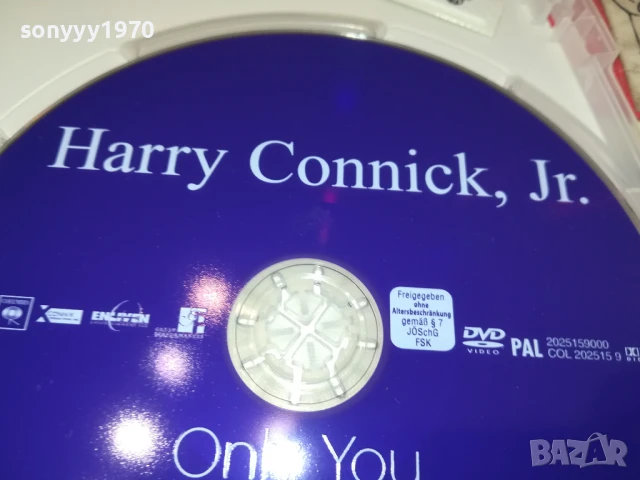 sonyyy1970
Harry Connick, Jr.
Freigegeben
ohne
Altersbeschränkung
gemäß § 7
JÖSchG
FSK
DVD
VIDEO
PAL
2025159000
COL 202515 9
Only You
BAZAR